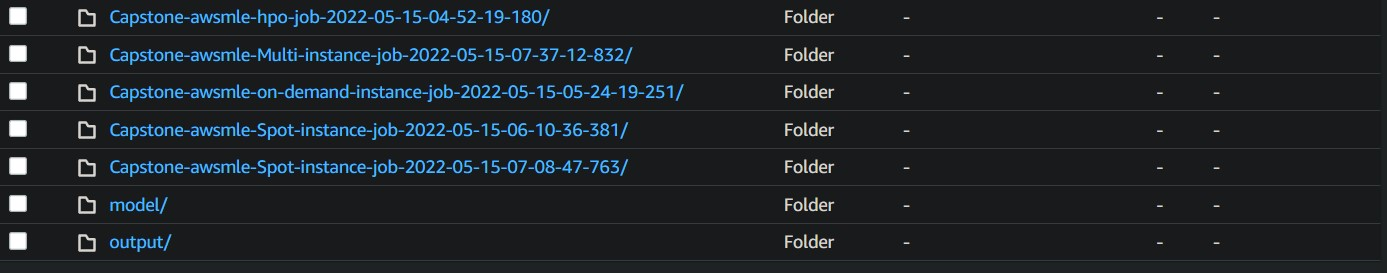 Capstone-awsmle-hpo-job-2022-05-15-04-52-19-180/ Folder - - -
Capstone-awsmle-Multi-instance-job-2022-05-15-07-37-12-832/ Folder - - -
Capstone-awsmle-on-demand-instance-job-2022-05-15-05-24-19-251/ Folder - - -
Capstone-awsmle-Spot-instance-job-2022-05-15-06-10-36-381/ Folder - - -
Capstone-awsmle-Spot-instance-job-2022-05-15-07-08-47-763/ Folder - - -
model/ Folder - - -
output/ Folder - - -